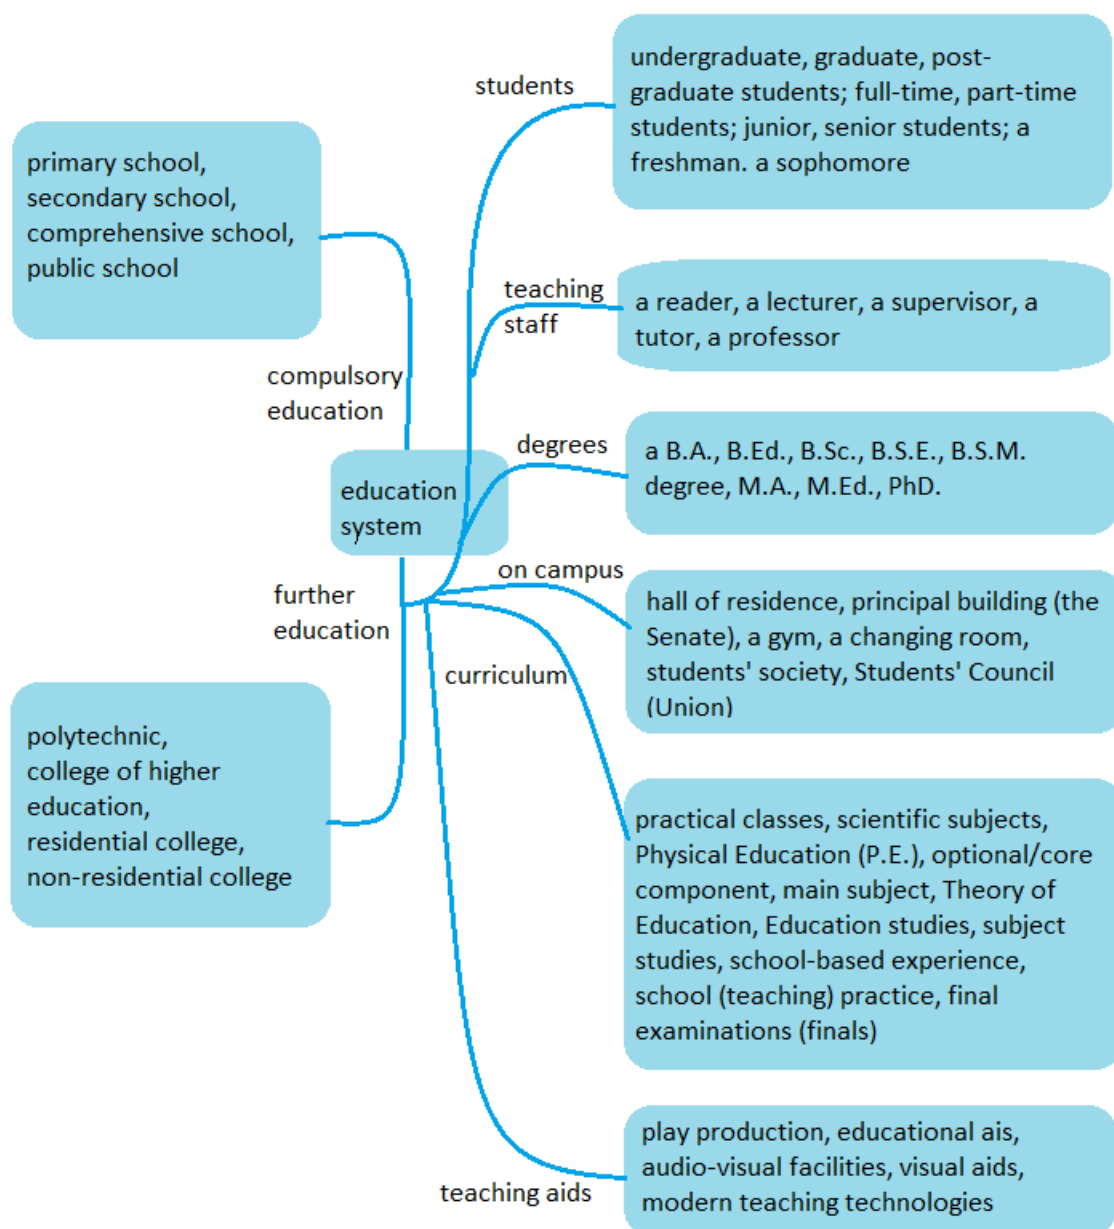 students
undergraduate, graduate, post-
graduate students; full-time, part-time
students; junior, senior students; a
freshman. a sophomore
primary school,
secondary school,
comprehensive school,
public school
teaching
staff
a reader, a lecturer, a supervisor, a
tutor, a professor
compulsory
education
degrees
a B.A., B.Ed., B.Sc., B.S.E., B.S.M.
degree, M.A., M.Ed., PhD.
education
system
on campus
hall of residence, principal building (the
Senate), a gym, a changing room,
students' society, Students' Council
(Union)
further
education
curriculum
practical classes, scientific subjects,
Physical Education (P.E.), optional/core
component, main subject, Theory of
Education, Education studies, subject
studies, school-based experience,
school (teaching) practice, final
examinations (finals)
polytechnic,
college of higher
education,
residential college,
non-residential college
teaching aids
play production, educational ais,
audio-visual facilities, visual aids,
modern teaching technologies